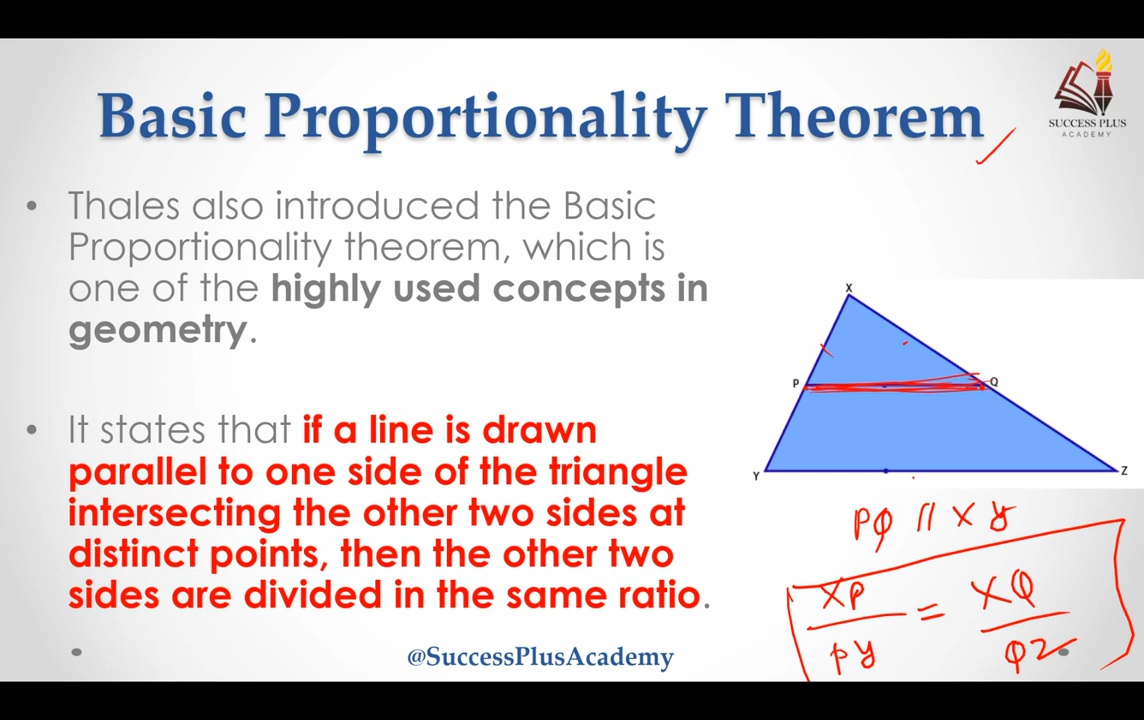 Basic Proportionality Theorem
SUCCESS PLUS
ACADEMY
• Thales also introduced the Basic
Proportionality theorem, which is
one of the highly used concepts in
geometry.
• It states that if a line is drawn
parallel to one side of the triangle
intersecting the other two sides at
distinct points, then the other two
sides are divided in the same ratio.
X
P Q
Y Z
PQ || XY
XP/PY = XQ/QZ
@SuccessPlusAcademy